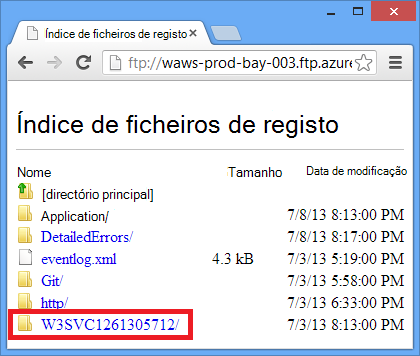 Índice de ficheiros de registo
ftp://waws-prod-bay-003.ftp.azure
Índice de ficheiros de registo
Nome Tamanho Data de modificação
[directório principal]
Application/ 7/8/13 8:13:00 PM
DetailedErrors/ 7/8/13 8:17:00 PM
eventlog.xml 4.3 kB 7/3/13 5:19:00 PM
Git/ 7/3/13 5:58:00 PM
http/ 7/3/13 6:33:00 PM
W3SVC1261305712/ 7/3/13 8:13:00 PM